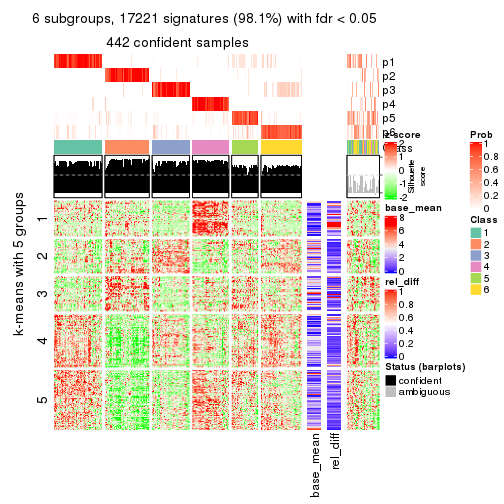 6 subgroups, 17221 signatures (98.1%) with fdr < 0.05
442 confident samples
p1
p2
p3
p4
p5
p6
Class
Silhouette
score
k-means with 5 groups
1
2
3
4
5
base_mean
rel_diff
z-score
2
1
0
-1
-2
base_mean
8
6
4
2
0
rel_diff
1
0.8
0.6
0.4
0.2
0
Status (barplots)
confident
ambiguous
Prob
1
0.8
0.6
0.4
0.2
0
Class
1
2
3
4
5
6